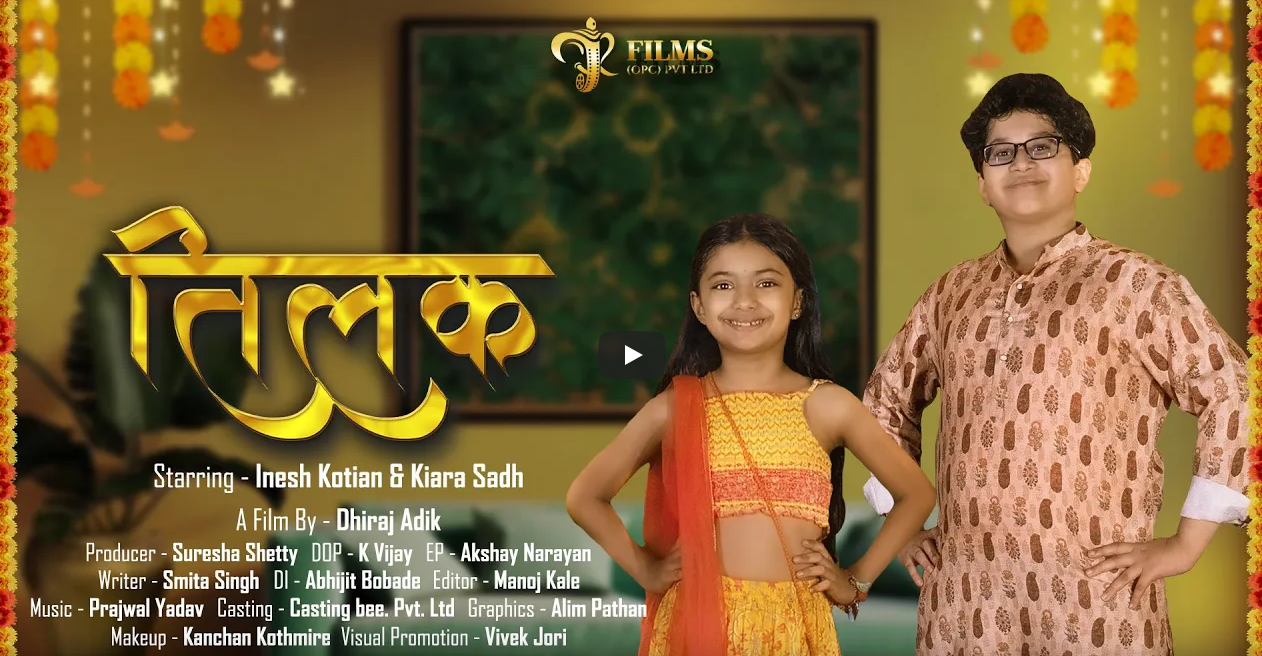 FILMS
(OPC) PVT LTD
तिलक
Starring - Inesh Kotian & Kiara Sadh
A Film By - Dhiraj Adik
Producer - Suresha Shetty DOP - K Vijay EP - Akshay Narayan
Writer - Smita Singh DI - Abhijit Bobade Editor - Manoj Kale
Music - Prajwal Yadav Casting - Casting bee. Pvt. Ltd Graphics - Alim Pathan
Makeup - Kanchan Kothmire Visual Promotion - Vivek Jori